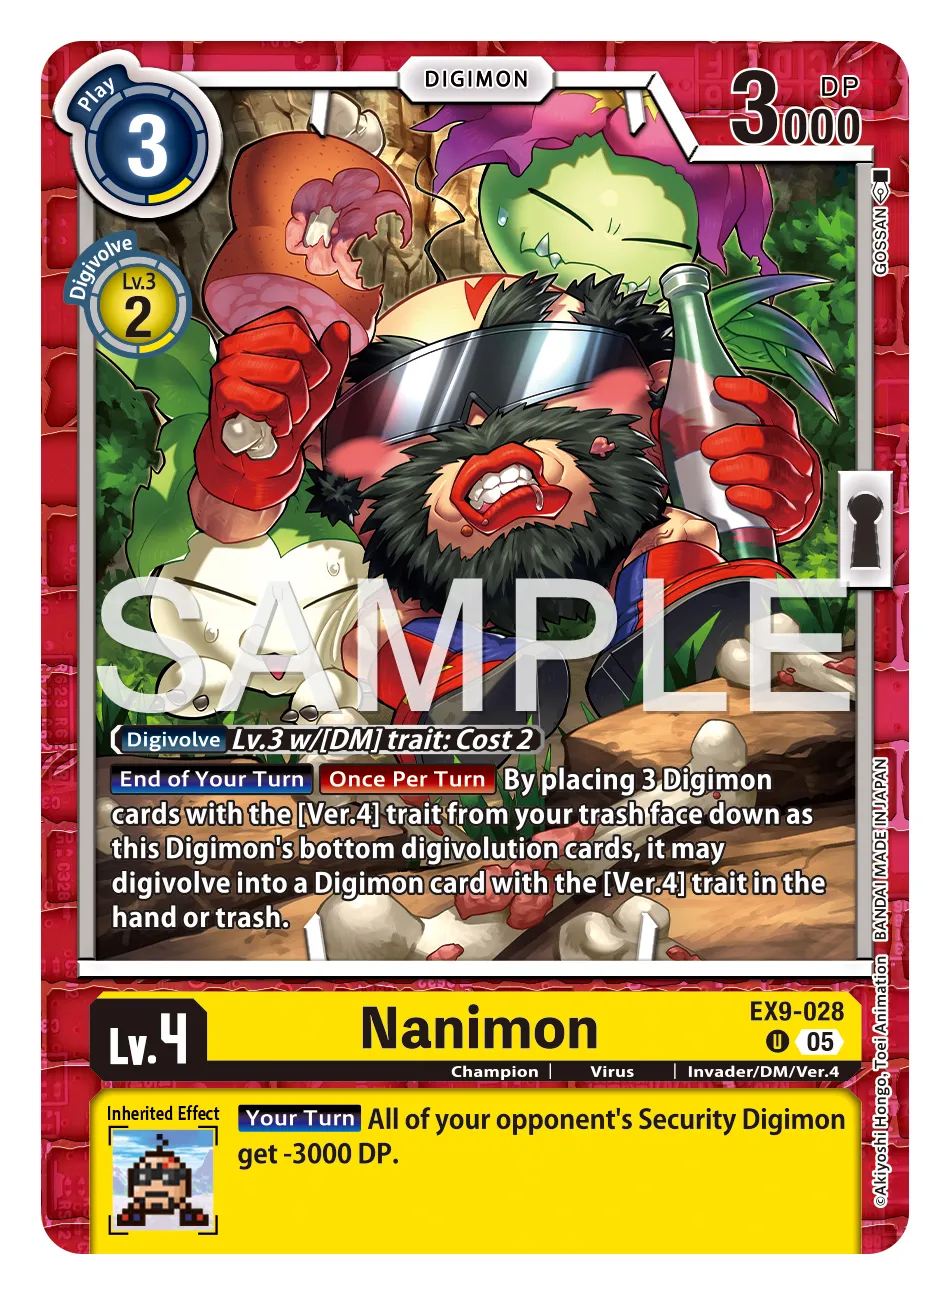 DIGIMON
Play
3
3000
DP
Digivolve
Lv.3
2
GOSSAN
SAMPLE
Digivolve Lv.3 w/[DM] trait: Cost 2
End of Your Turn Once Per Turn By placing 3 Digimon
cards with the [Ver.4] trait from your trash face down as
this Digimon's bottom digivolution cards, it may
digivolve into a Digimon card with the [Ver.4] trait in the
hand or trash.
BANDAI MADE IN JAPAN
©Akiyoshi Hongo, Toei Animation
Lv.4
Nanimon
EX9-028
U 05
Champion | Virus | Invader/DM/Ver.4
Inherited Effect
Your Turn All of your opponent's Security Digimon
get -3000 DP.